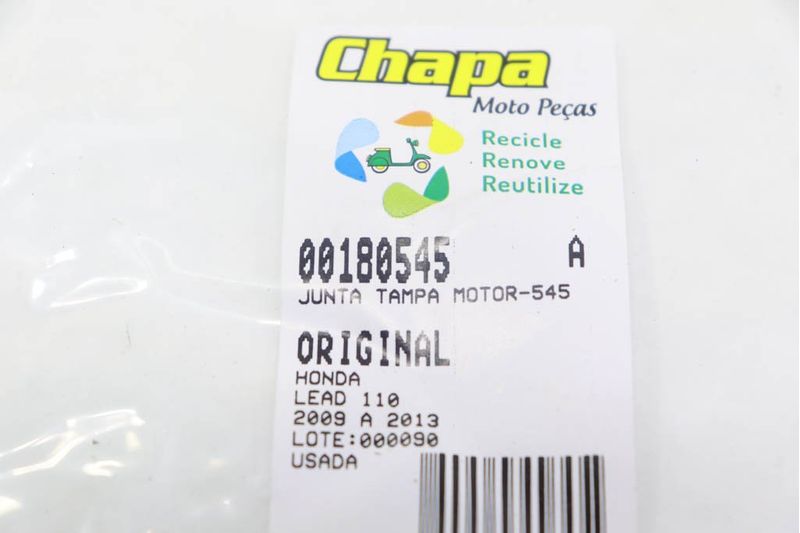 Chapa
Moto Peças
Recicle
Renove
Reutilize
00180545 A
JUNTA TAMPA MOTOR-545
ORIGINAL
HONDA
LEAD 110
2009 A 2013
LOTE:000090
USADA